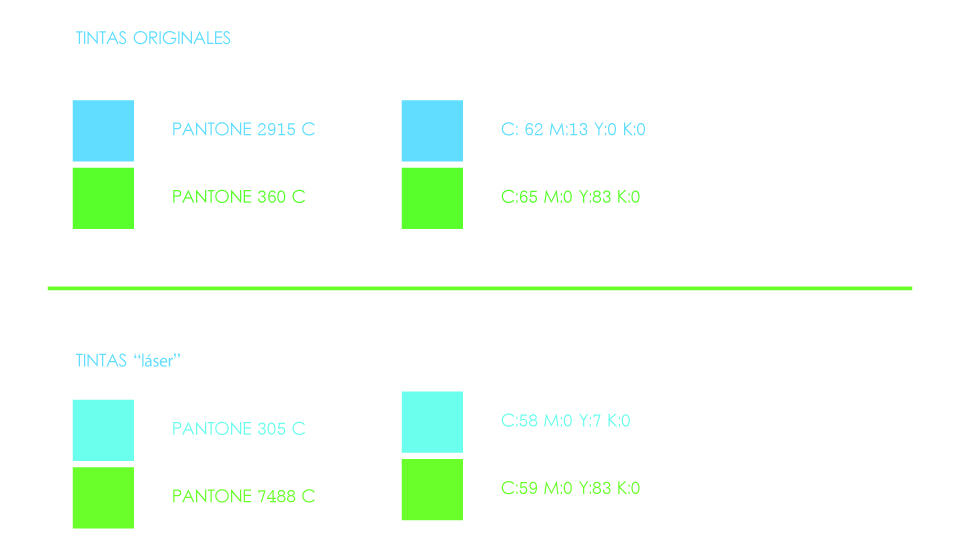 TINTAS ORIGINALES
PANTONE 2915 C
C: 62 M:13 Y:0 K:0
PANTONE 360 C
C:65 M:0 Y:83 K:0
TINTAS “láser”
PANTONE 305 C
C:58 M:0 Y:7 K:0
PANTONE 7488 C
C:59 M:0 Y:83 K:0